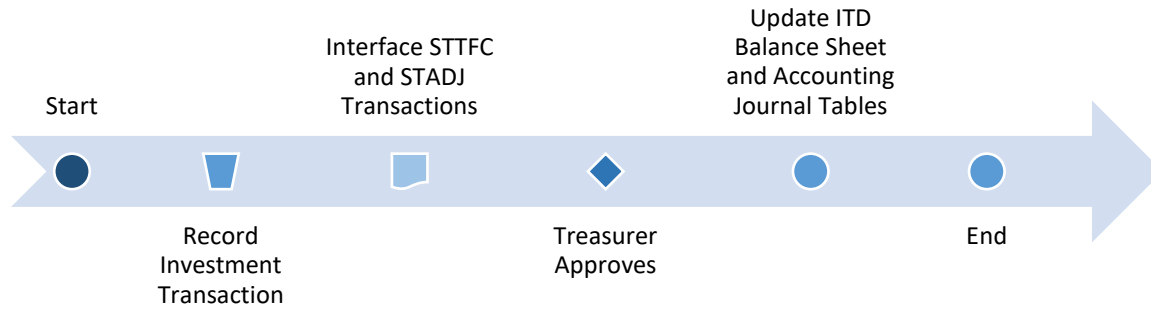 Start
Record
Investment
Transaction
Interface STTFC
and STADJ
Transactions
Treasurer
Approves
Update ITD
Balance Sheet
and Accounting
Journal Tables
End